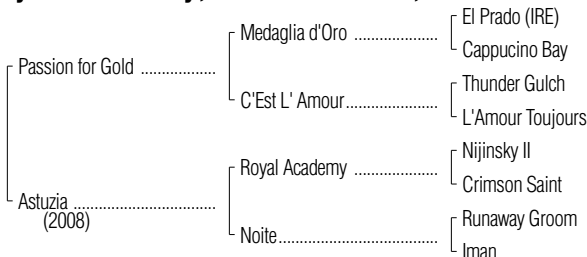 El Prado (IRE)
Medaglia d'Oro ....................
Cappucino Bay
Passion for Gold .................
Thunder Gulch
C'Est L' Amour......................
L'Amour Toujours
Nijinsky II
Royal Academy ....................
Crimson Saint
Astuzia ................................
(2008)
Runaway Groom
Noite......................................
Iman